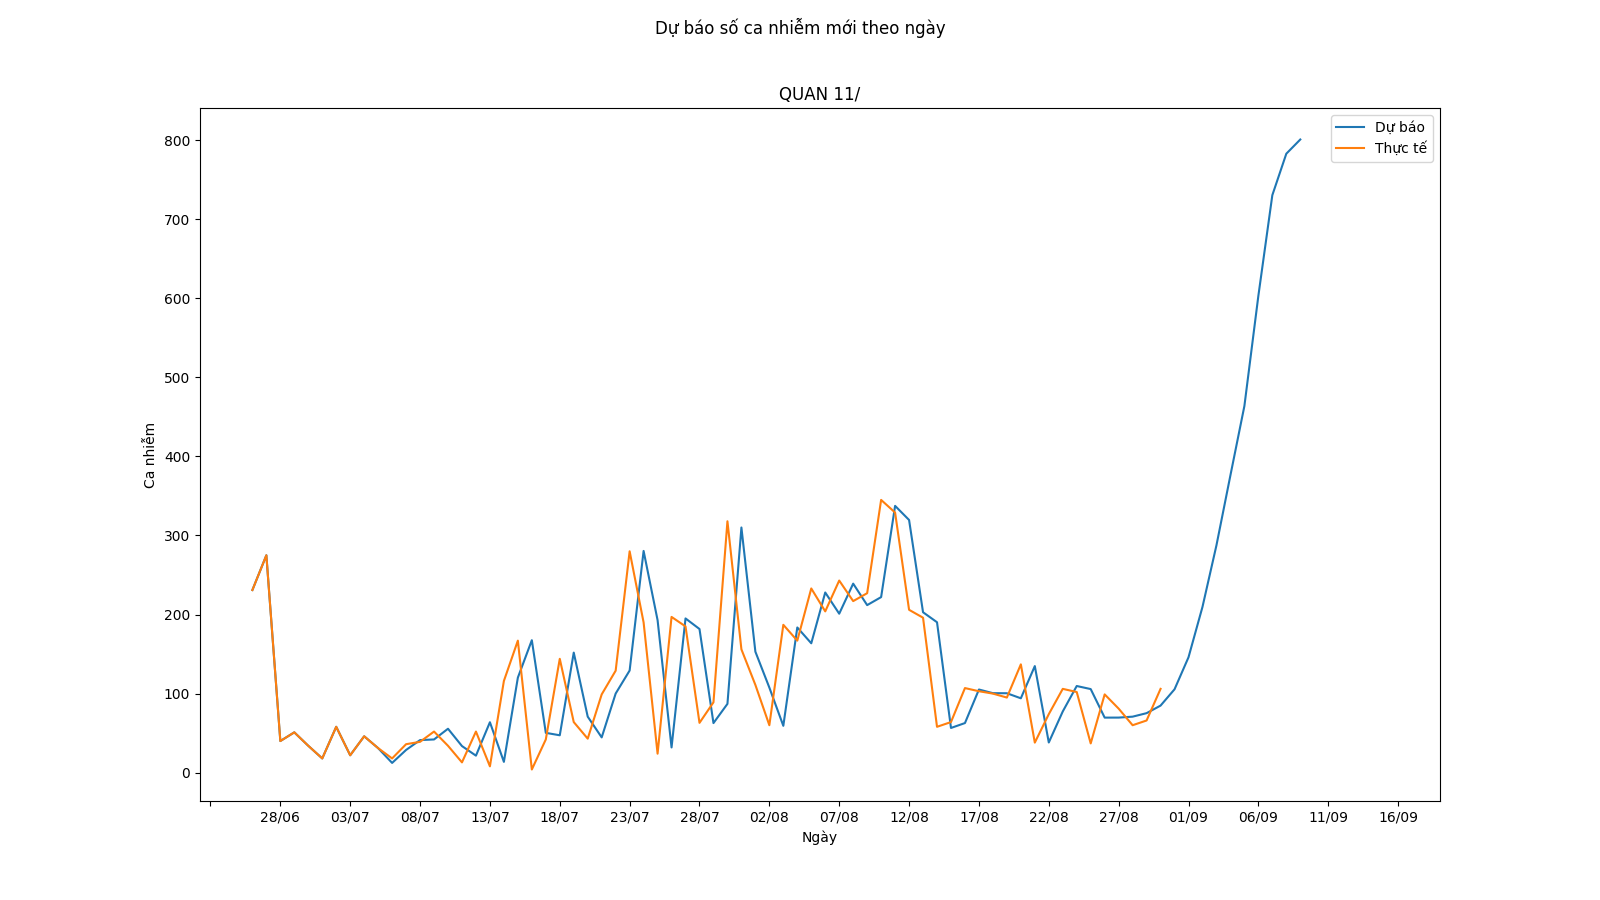 Dự báo số ca nhiễm mới theo ngày
QUAN 11/
Dự báo
Thực tế
800
700
600
500
400
300
200
100
0
Ca nhiễm
28/06 03/07 08/07 13/07 18/07 23/07 28/07 02/08 07/08 12/08 17/08 22/08 27/08 01/09 06/09 11/09 16/09
Ngày